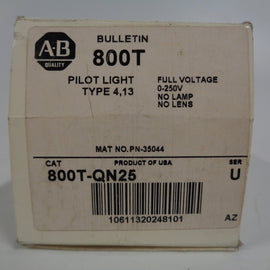 A-B
QUALITY
BULLETIN
800T
PILOT LIGHT
TYPE 4,13
FULL VOLTAGE
0-250V
NO LAMP
NO LENS
MAT NO.PN-35044
CAT
PRODUCT OF USA
SER
800T-QN25
U
10611320248101
AZ